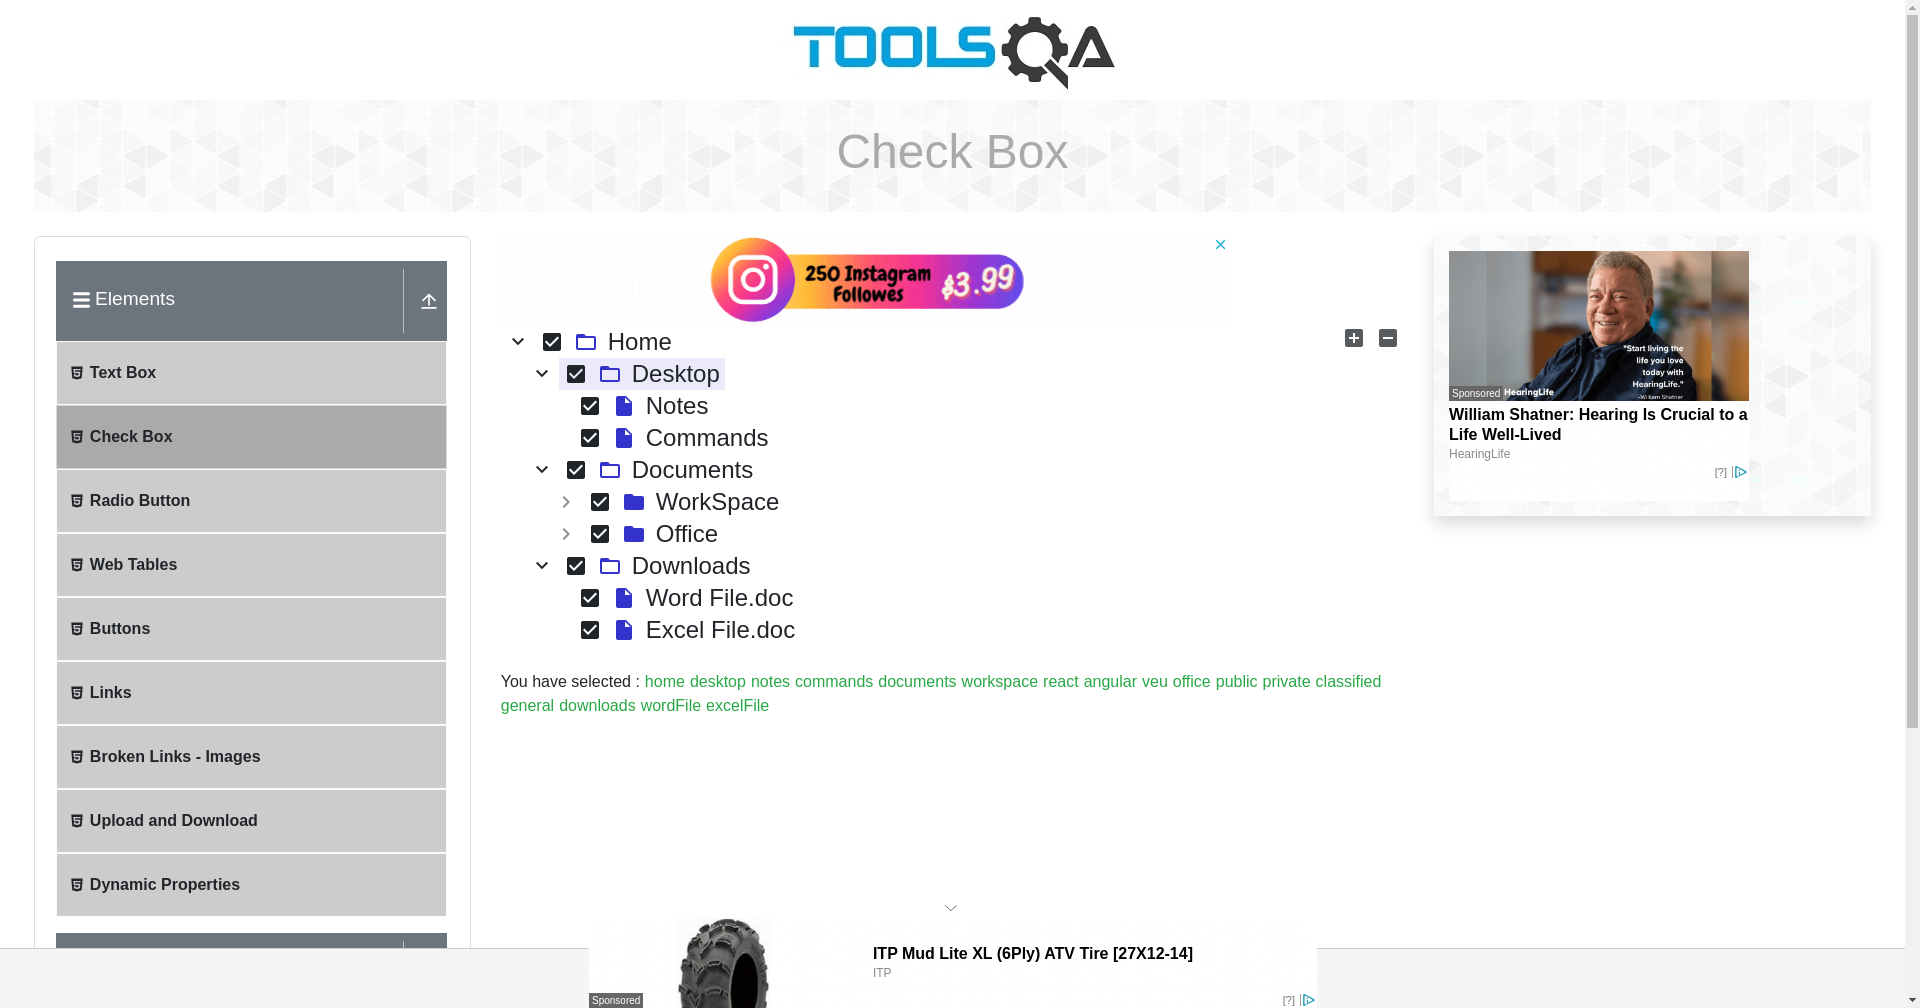 TOOLSQA
Check Box
Elements
Text Box
Check Box
Radio Button
Web Tables
Buttons
Links
Broken Links - Images
Upload and Download
Dynamic Properties
250 Instagram
Followes
$3.99
Home
Desktop
Notes
Commands
Documents
WorkSpace
Office
Downloads
Word File.doc
Excel File.doc
You have selected : home desktop notes commands documents workspace react angular veu office public private classified
general downloads wordFile excelFile
"Start living the
life you love
today with
HearingLife."
-William Shatner
Sponsored
HearingLife
William Shatner: Hearing Is Crucial to a
Life Well-Lived
HearingLife
[?]
ITP Mud Lite XL (6Ply) ATV Tire [27X12-14]
ITP
Sponsored
[?]